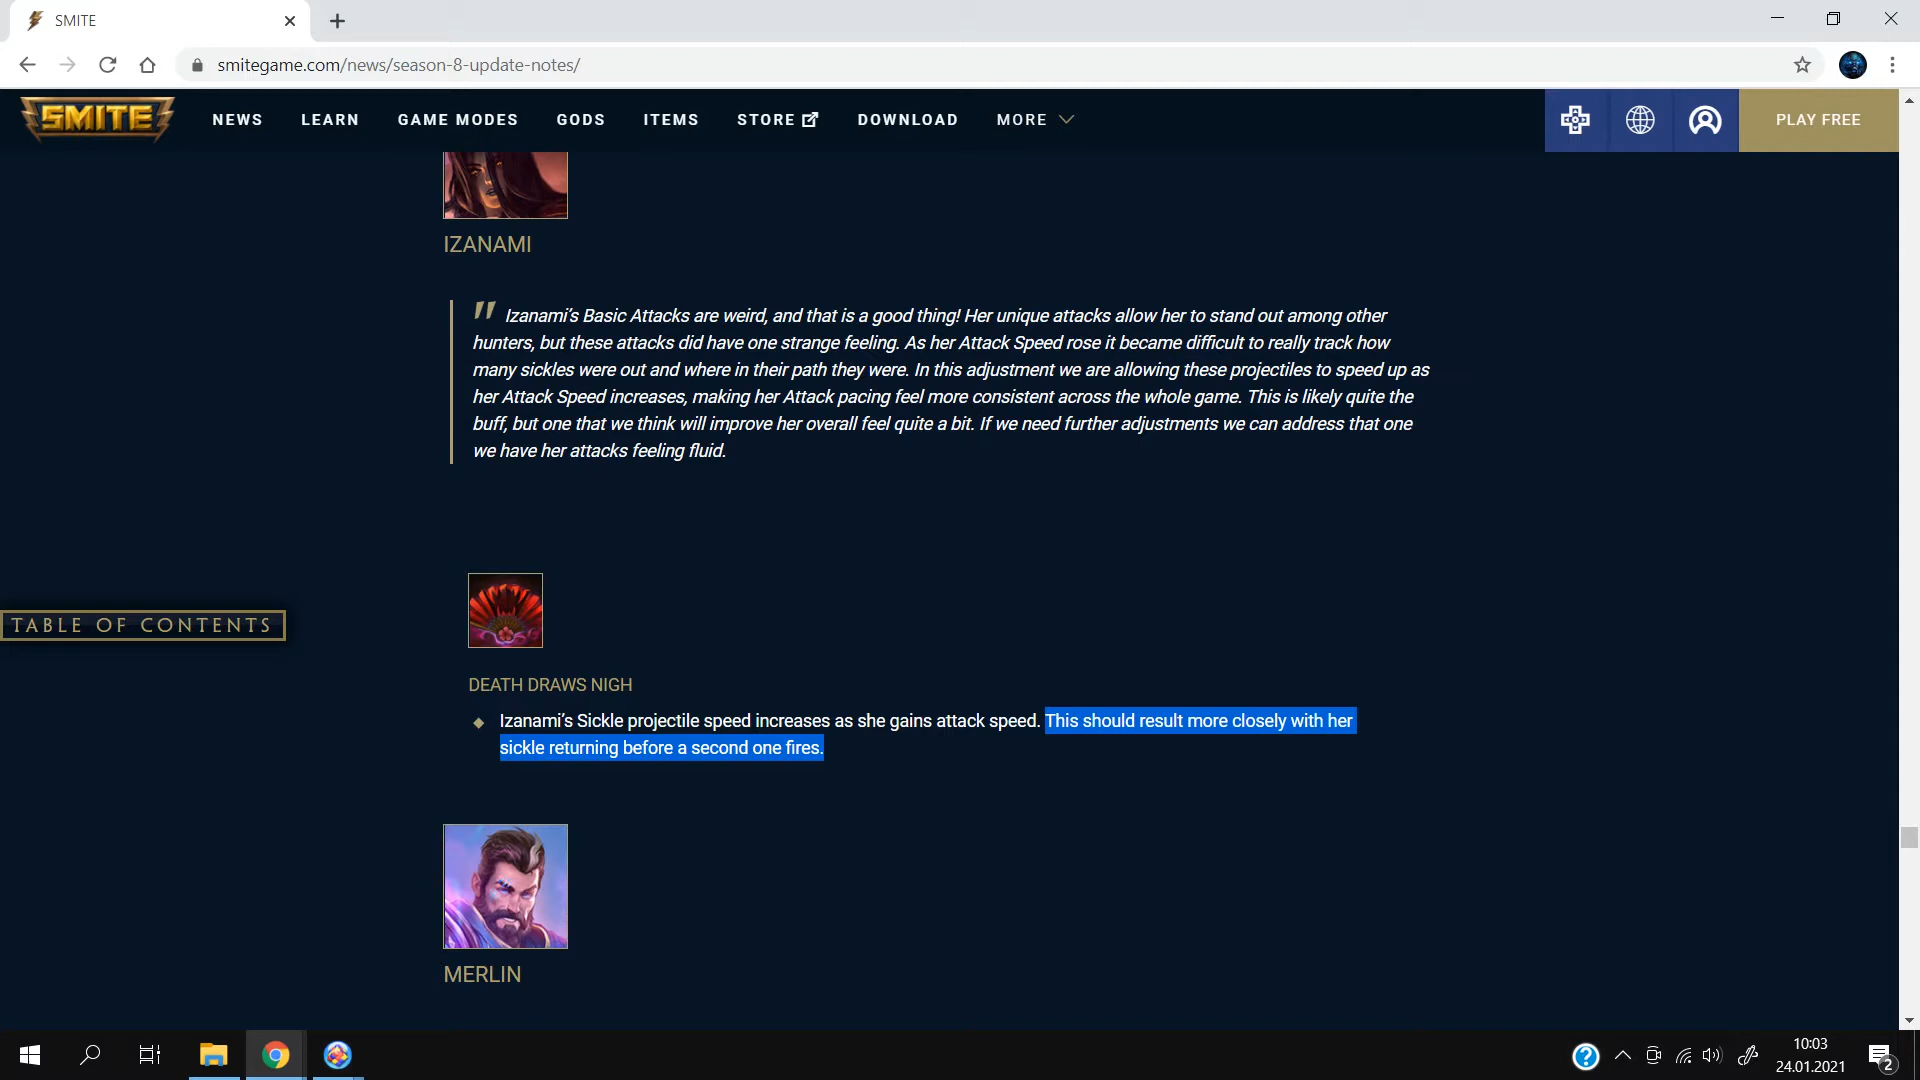 SMITE
smitegame.com/news/season-8-update-notes/
SMITE
NEWS LEARN GAME MODES GODS ITEMS STORE DOWNLOAD MORE PLAY FREE
IZANAMI
" Izanami's Basic Attacks are weird, and that is a good thing! Her unique attacks allow her to stand out among other
hunters, but these attacks did have one strange feeling. As her Attack Speed rose it became difficult to really track how
many sickles were out and where in their path they were. In this adjustment we are allowing these projectiles to speed up as
her Attack Speed increases, making her Attack pacing feel more consistent across the whole game. This is likely quite the
buff, but one that we think will improve her overall feel quite a bit. If we need further adjustments we can address that one
we have her attacks feeling fluid.
TABLE OF CONTENTS
DEATH DRAWS NIGH
Izanami's Sickle projectile speed increases as she gains attack speed. This should result more closely with her
sickle returning before a second one fires.
MERLIN
10:03
24.01.2021
2